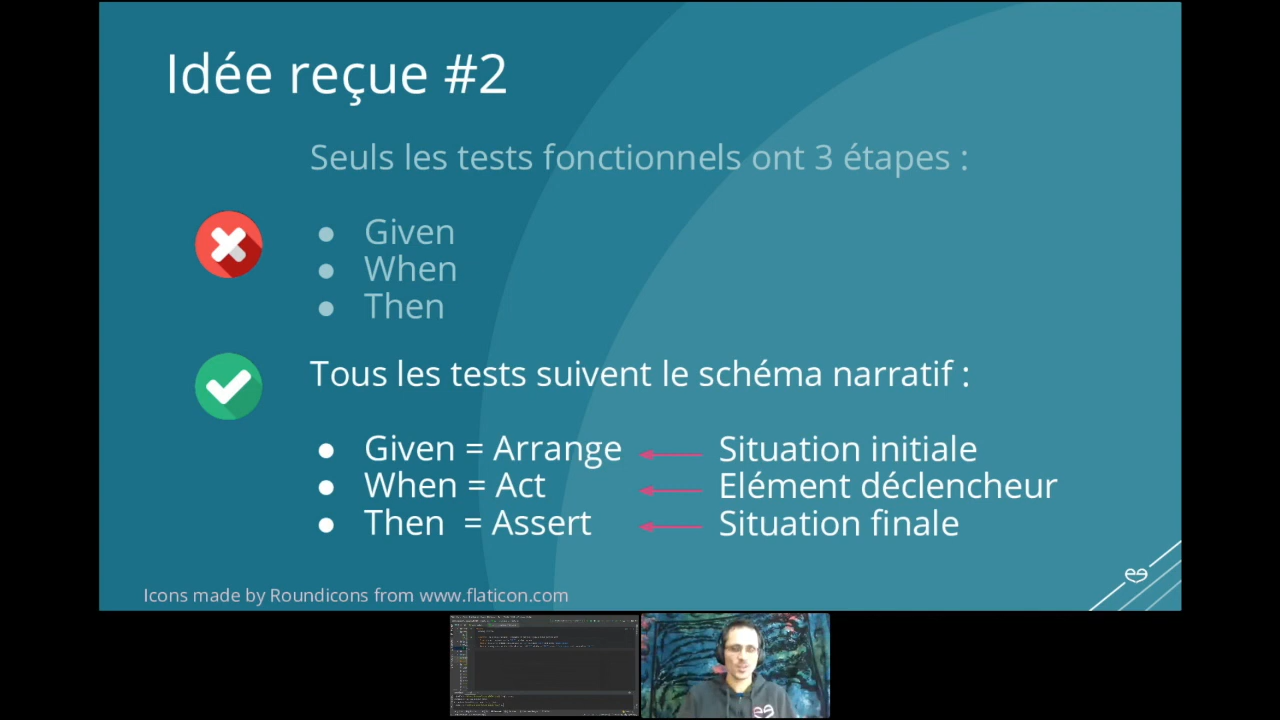 Idée reçue #2
Seuls les tests fonctionnels ont 3 étapes :
● Given
● When
● Then
Tous les tests suivent le schéma narratif :
● Given = Arrange Situation initiale
● When = Act Elément déclencheur
● Then = Assert Situation finale
Icons made by Roundicons from www.flaticon.com